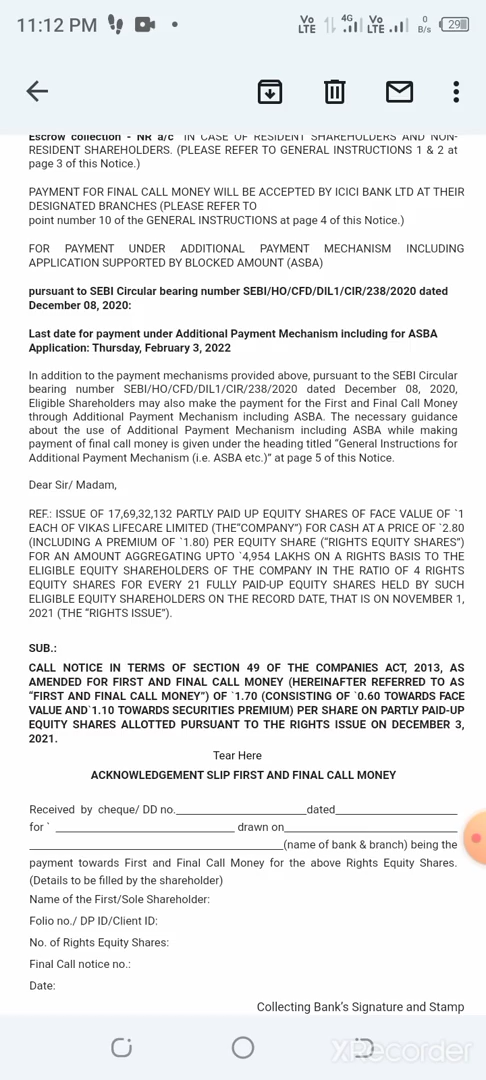 11:12 PM
Vo LTE 4G Vo LTE 0 B/s 29
Escrow collection - NR a/c IN CASE OF RESIDENT SHAREHOLDERS AND NON-
RESIDENT SHAREHOLDERS. (PLEASE REFER TO GENERAL INSTRUCTIONS 1 & 2 at
page 3 of this Notice.)
PAYMENT FOR FINAL CALL MONEY WILL BE ACCEPTED BY ICICI BANK LTD AT THEIR
DESIGNATED BRANCHES (PLEASE REFER TO
point number 10 of the GENERAL INSTRUCTIONS at page 4 of this Notice.)
FOR PAYMENT UNDER ADDITIONAL PAYMENT MECHANISM INCLUDING
APPLICATION SUPPORTED BY BLOCKED AMOUNT (ASBA)
pursuant to SEBI Circular bearing number SEBI/HO/CFD/DIL1/CIR/238/2020 dated
December 08, 2020:
Last date for payment under Additional Payment Mechanism including for ASBA
Application: Thursday, February 3, 2022
In addition to the payment mechanisms provided above, pursuant to the SEBI Circular
bearing number SEBI/HO/CFD/DIL1/CIR/238/2020 dated December 08, 2020,
Eligible Shareholders may also make the payment for the First and Final Call Money
through Additional Payment Mechanism including ASBA. The necessary guidance
about the use of Additional Payment Mechanism including ASBA while making
payment of final call money is given under the heading titled “General Instructions for
Additional Payment Mechanism (i.e. ASBA etc.)” at page 5 of this Notice.
Dear Sir/ Madam,
REF.: ISSUE OF 17,69,32,132 PARTLY PAID UP EQUITY SHARES OF FACE VALUE OF `1
EACH OF VIKAS LIFECARE LIMITED (THE“COMPANY”) FOR CASH AT A PRICE OF `2.80
(INCLUDING A PREMIUM OF `1.80) PER EQUITY SHARE (“RIGHTS EQUITY SHARES”)
FOR AN AMOUNT AGGREGATING UPTO `4,954 LAKHS ON A RIGHTS BASIS TO THE
ELIGIBLE EQUITY SHAREHOLDERS OF THE COMPANY IN THE RATIO OF 4 RIGHTS
EQUITY SHARES FOR EVERY 21 FULLY PAID-UP EQUITY SHARES HELD BY SUCH
ELIGIBLE EQUITY SHAREHOLDERS ON THE RECORD DATE, THAT IS ON NOVEMBER 1,
2021 (THE “RIGHTS ISSUE”).
SUB.:
CALL NOTICE IN TERMS OF SECTION 49 OF THE COMPANIES ACT, 2013, AS
AMENDED FOR FIRST AND FINAL CALL MONEY (HEREINAFTER REFERRED TO AS
“FIRST AND FINAL CALL MONEY”) OF `1.70 (CONSISTING OF `0.60 TOWARDS FACE
VALUE AND`1.10 TOWARDS SECURITIES PREMIUM) PER SHARE ON PARTLY PAID-UP
EQUITY SHARES ALLOTTED PURSUANT TO THE RIGHTS ISSUE ON DECEMBER 3,
2021.
Tear Here
ACKNOWLEDGEMENT SLIP FIRST AND FINAL CALL MONEY
Received by cheque/ DD no.____________________dated____________________
for ` ____________________ drawn on____________________
____________________(name of bank & branch) being the
payment towards First and Final Call Money for the above Rights Equity Shares.
(Details to be filled by the shareholder)
Name of the First/Sole Shareholder:
Folio no./ DP ID/Client ID:
No. of Rights Equity Shares:
Final Call notice no.:
Date:
Collecting Bank’s Signature and Stamp
XRecorder